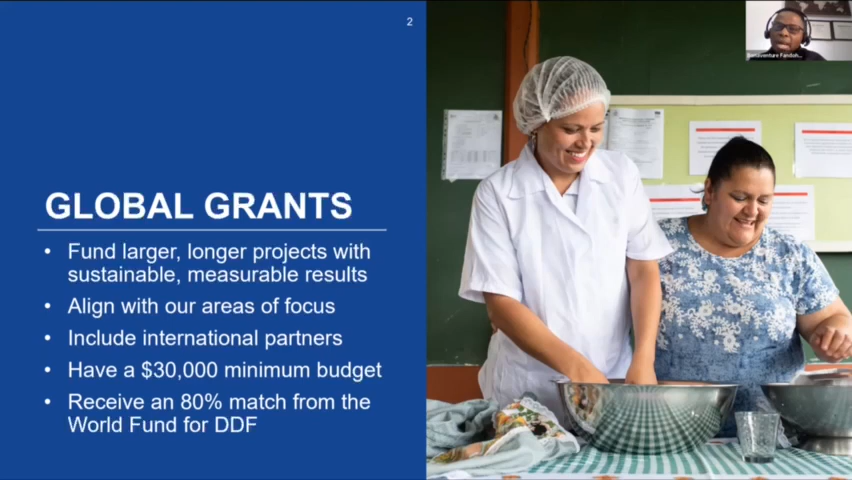 2
GLOBAL GRANTS
• Fund larger, longer projects with
sustainable, measurable results
• Align with our areas of focus
• Include international partners
• Have a $30,000 minimum budget
• Receive an 80% match from the
World Fund for DDF